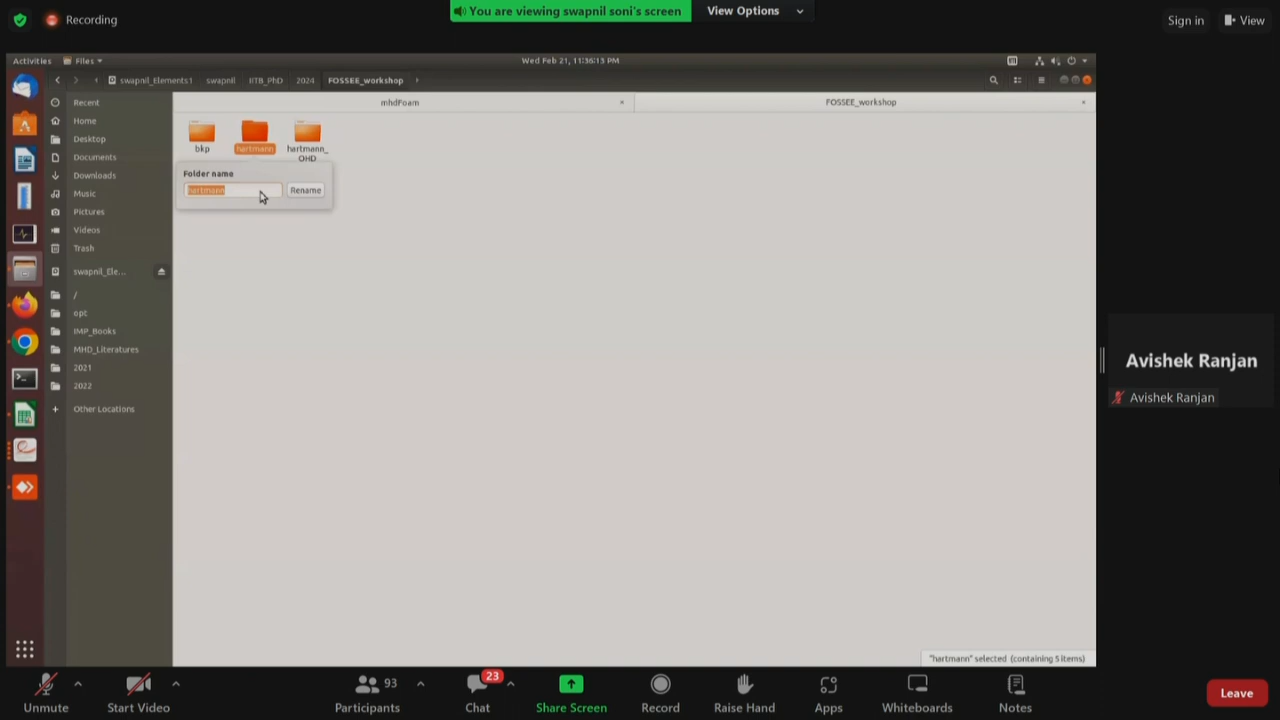 Recording
You are viewing swapnil soni's screen
View Options
Sign in
View
Activities
Files
Wed Feb 21, 11:36:13 PM
swapnil_Elements1
swapnil
IITB_PhD
2024
FOSSEE_workshop
mhdFoam
FOSSEE_workshop
Recent
Home
Desktop
Documents
Downloads
Music
Pictures
Videos
Trash
swapnil_Ele...
/
opt
IMP_Books
MHD_Literatures
2021
2022
Other Locations
bkp
hartmann
hartmann_
OHD
Folder name
hartmann
Rename
"hartmann" selected (containing 5 items)
Avishek Ranjan
Avishek Ranjan
Unmute
Start Video
93
Participants
23
Chat
Share Screen
Record
Raise Hand
Apps
Whiteboards
Notes
Leave